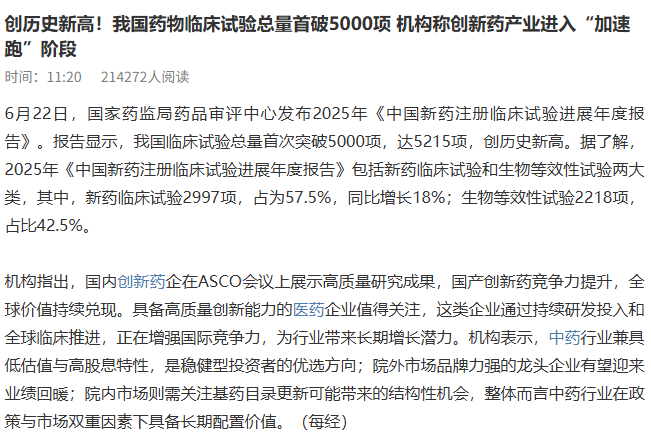 创历史新高！我国药物临床试验总量首破5000项 机构称创新药产业进入“加速
跑”阶段
时间：11:20 214272人阅读
6月22日，国家药监局药品审评中心发布2025年《中国新药注册临床试验进展年度报
告》。报告显示，我国临床试验总量首次突破5000项，达5215项，创历史新高。据了解，
2025年《中国新药注册临床试验进展年度报告》包括新药临床试验和生物等效性试验两大
类，其中，新药临床试验2997项，占为57.5%，同比增长18%；生物等效性试验2218项，
占比42.5%。
机构指出，国内创新药企在ASCO会议上展示高质量研究成果，国产创新药竞争力提升，全
球价值持续兑现。具备高质量创新能力的医药企业值得关注，这类企业通过持续研发投入和
全球临床推进，正在增强国际竞争力，为行业带来长期增长潜力。机构表示，中药行业兼具
低估值与高股息特性，是稳健型投资者的优选方向；院外市场品牌力强的龙头企业有望迎来
业绩回暖；院内市场则需关注基药目录更新可能带来的结构性机会，整体而言中药行业在政
策与市场双重因素下具备长期配置价值。（每经）